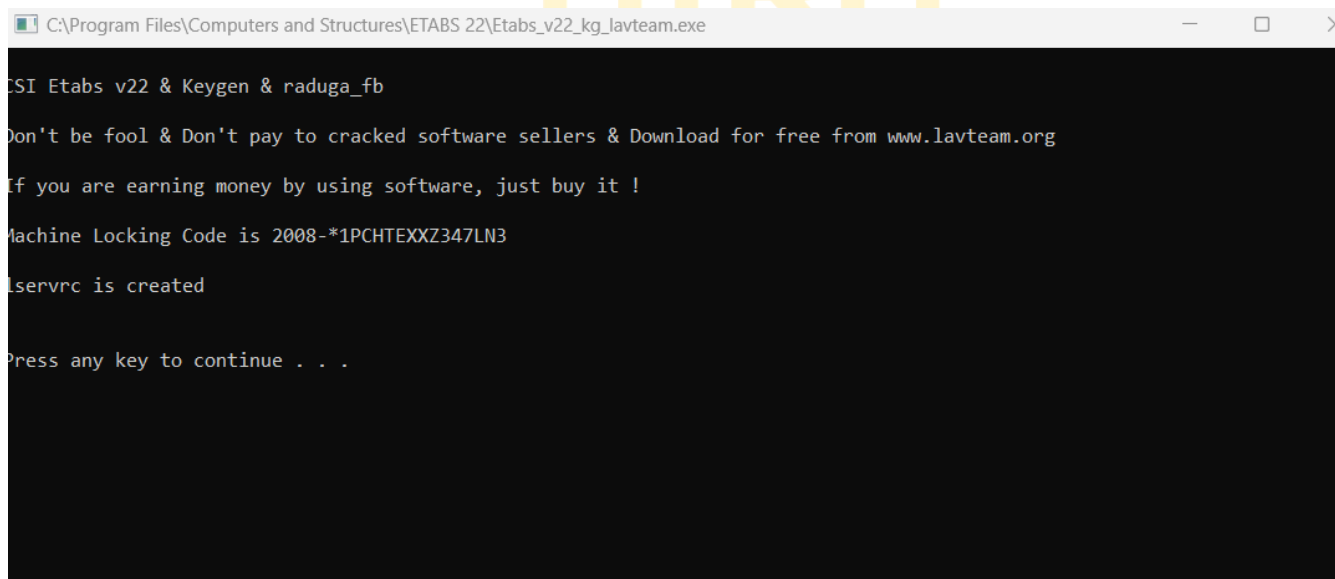 C:\Program Files\Computers and Structures\ETABS 22\Etabs_v22_kg_lavteam.exe
CSI Etabs v22 & Keygen & raduga_fb
Don't be fool & Don't pay to cracked software sellers & Download for free from www.lavteam.org
If you are earning money by using software, just buy it !
Machine Locking Code is 2008-*1PCHTEXXZ347LN3
lservrc is created
Press any key to continue . . .